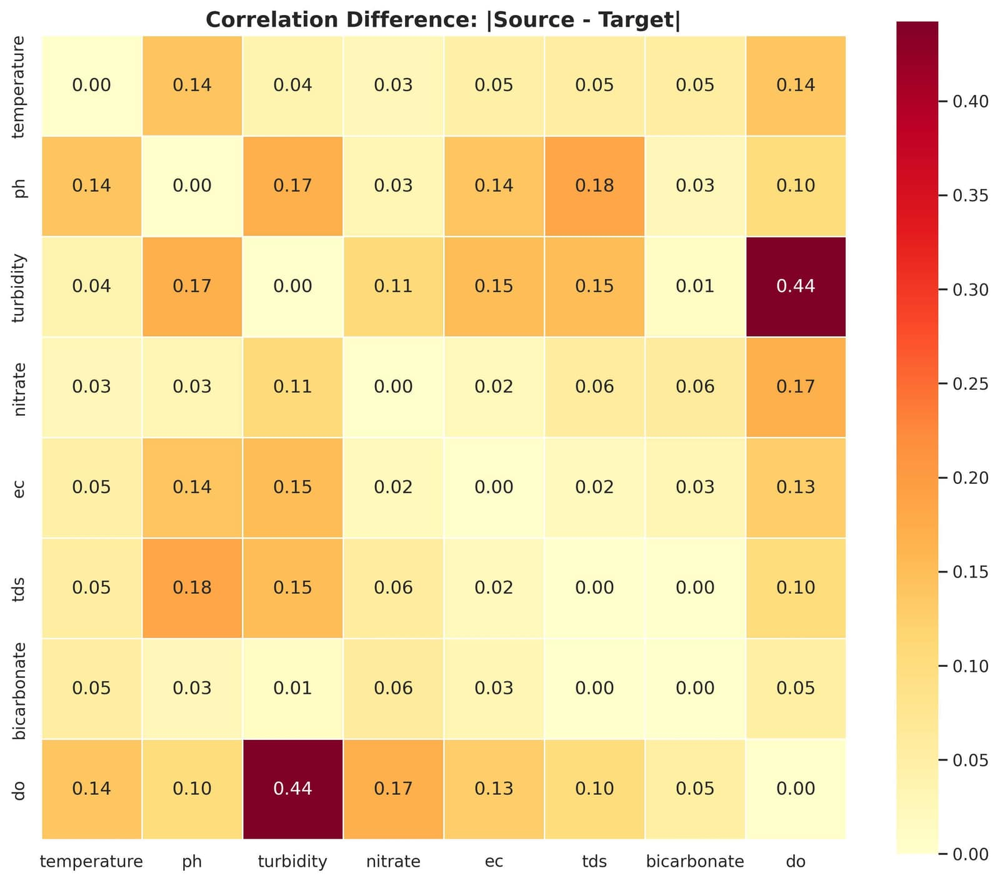 Correlation Difference: |Source - Target|
temperature 0.00 0.14 0.04 0.03 0.05 0.05 0.05 0.14
ph 0.14 0.00 0.17 0.03 0.14 0.18 0.03 0.10
turbidity 0.04 0.17 0.00 0.11 0.15 0.15 0.01 0.44
nitrate 0.03 0.03 0.11 0.00 0.02 0.06 0.06 0.17
ec 0.05 0.14 0.15 0.02 0.00 0.02 0.03 0.13
tds 0.05 0.18 0.15 0.06 0.02 0.00 0.00 0.10
bicarbonate 0.05 0.03 0.01 0.06 0.03 0.00 0.00 0.05
do 0.14 0.10 0.44 0.17 0.13 0.10 0.05 0.00
temperature ph turbidity nitrate ec tds bicarbonate do
0.40
0.35
0.30
0.25
0.20
0.15
0.10
0.05
0.00